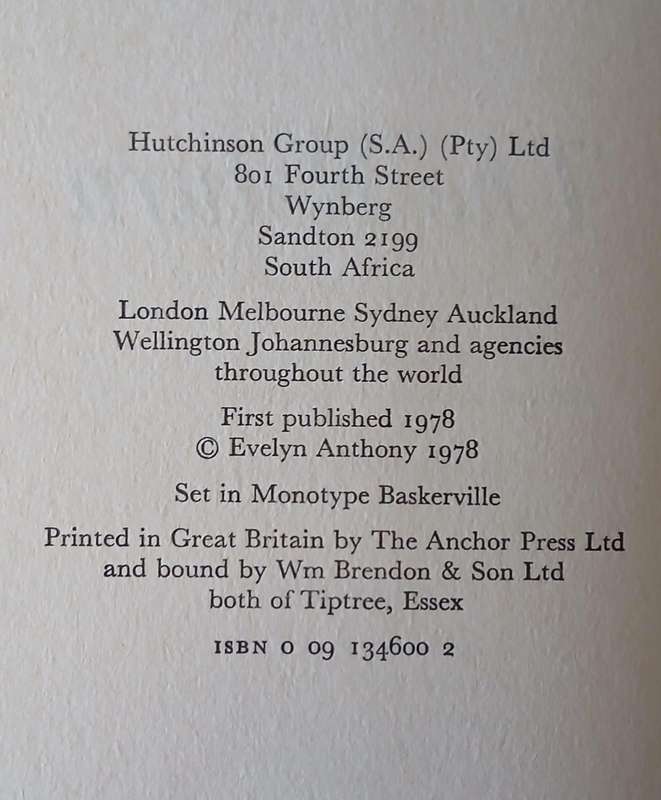 Hutchinson Group (S.A.) (Pty) Ltd
801 Fourth Street
Wynberg
Sandton 2199
South Africa
London Melbourne Sydney Auckland
Wellington Johannesburg and agencies
throughout the world
First published 1978
© Evelyn Anthony 1978
Set in Monotype Baskerville
Printed in Great Britain by The Anchor Press Ltd
and bound by Wm Brendon & Son Ltd
both of Tiptree, Essex
ISBN 0 09 134600 2